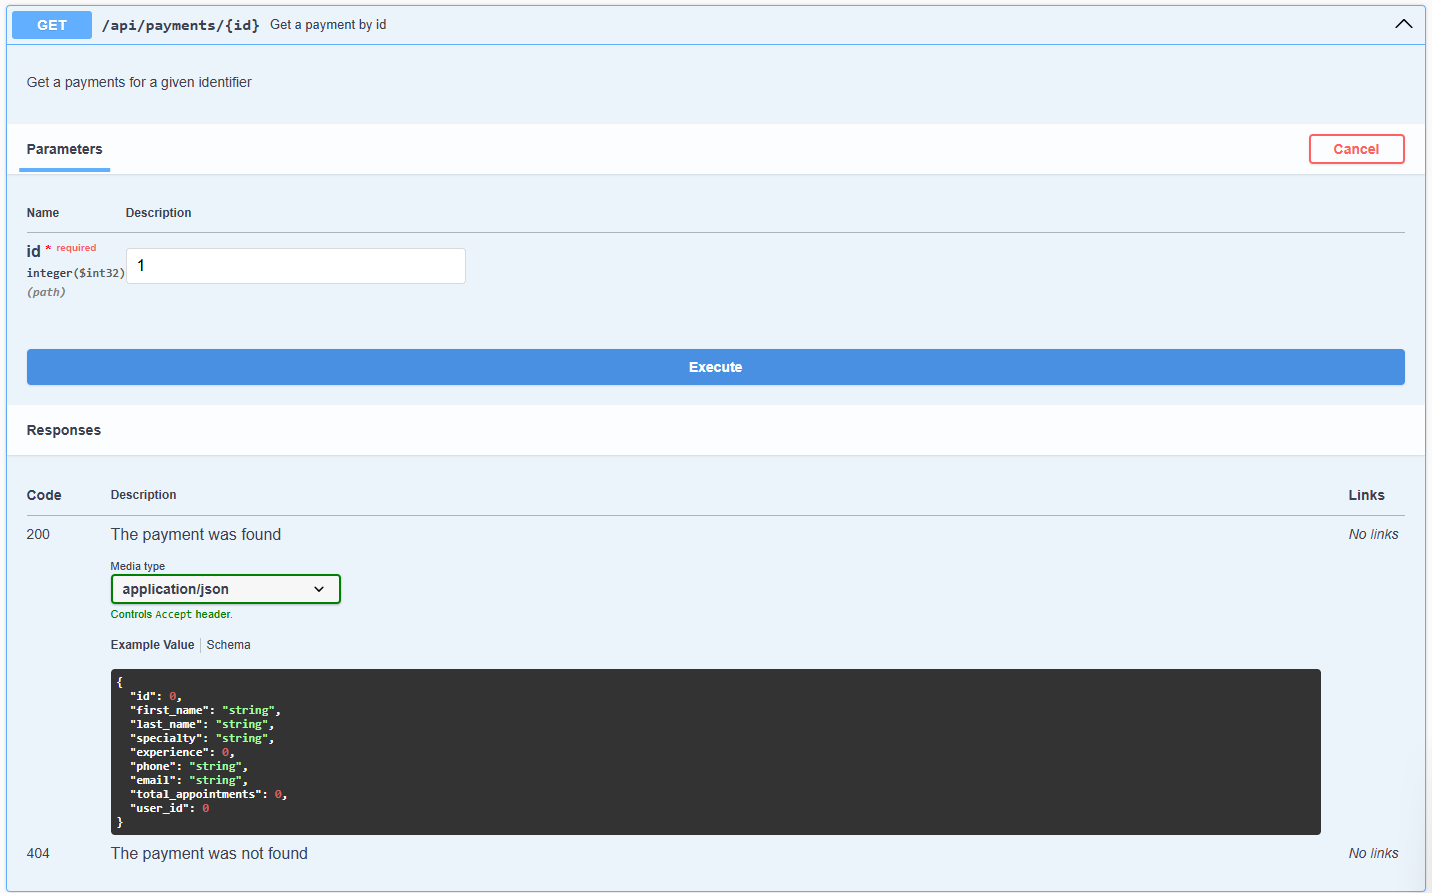 GET /api/payments/{id} Get a payment by id
Get a payments for a given identifier
Parameters
Cancel
Name Description
id * required
integer($int32)
(path)
1
Execute
Responses
Code Description Links
200 The payment was found No links
Media type
application/json
Controls Accept header.
Example Value Schema
{
"id": 0,
"first_name": "string",
"last_name": "string",
"specialty": "string",
"experience": 0,
"phone": "string",
"email": "string",
"total_appointments": 0,
"user_id": 0
}
404 The payment was not found No links